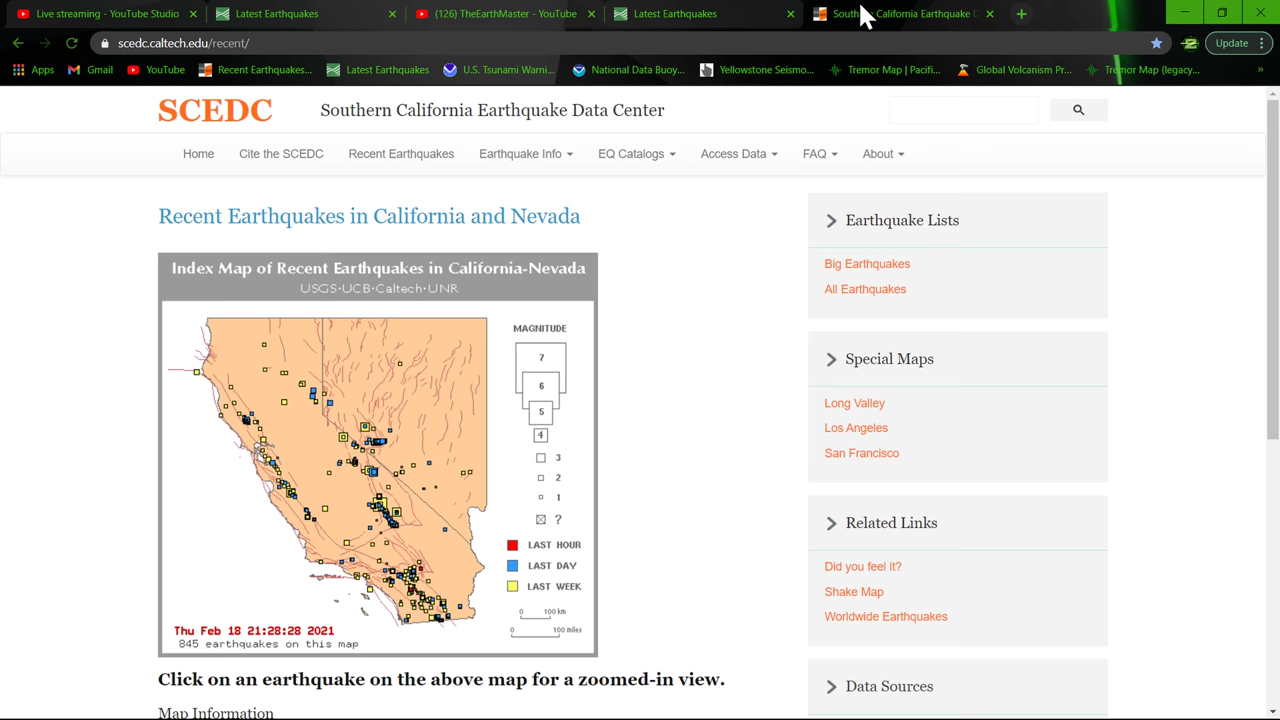 Live streaming - YouTube Studio
Latest Earthquakes
(126) TheEarthMaster - YouTube
Latest Earthquakes
California Earthquake
scedc.caltech.edu/recent/
Update
Apps
Gmail
YouTube
Recent Earthquakes...
Latest Earthquakes
U.S. Tsunami Warni...
National Data Buoy...
Yellowstone Seismo...
Tremor Map | Pacifi...
Global Volcanism Pr...
Tremor Map (legacy...
»
SCEDC
Southern California Earthquake Data Center
Home
Cite the SCEDC
Recent Earthquakes
Earthquake Info
EQ Catalogs
Access Data
FAQ
About
Recent Earthquakes in California and Nevada
Index Map of Recent Earthquakes in California-Nevada
USGS·UCB·Caltech·UNR
MAGNITUDE
7
6
5
4
3
2
1
?
LAST HOUR
LAST DAY
LAST WEEK
0 100 km
0 100 miles
Thu Feb 18 21:28:28 2021
845 earthquakes on this map
Click on an earthquake on the above map for a zoomed-in view.
Map Information
Earthquake Lists
Big Earthquakes
All Earthquakes
Special Maps
Long Valley
Los Angeles
San Francisco
Related Links
Did you feel it?
Shake Map
Worldwide Earthquakes
Data Sources